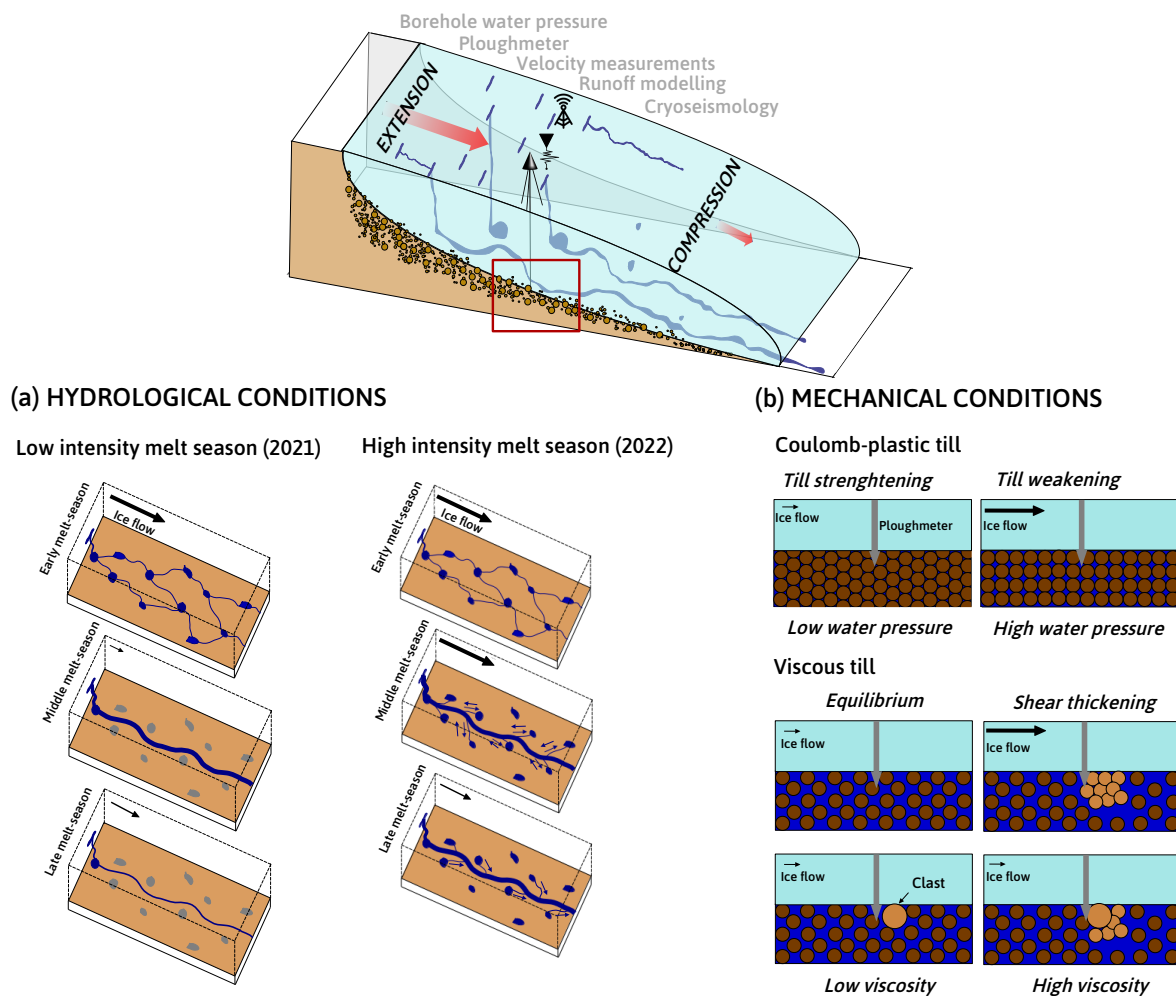 Borehole water pressure
Ploughmeter
Velocity measurements
Runoff modelling
Cryoseismology
EXTENSION
COMPRESSION
(a) HYDROLOGICAL CONDITIONS
Low intensity melt season (2021)
High intensity melt season (2022)
Early melt-season
Ice flow
Middle melt-season
Late melt-season
Early melt-season
Ice flow
Middle melt-season
Late melt-season
(b) MECHANICAL CONDITIONS
Coulomb-plastic till
Till strenghtening
Till weakening
Ice flow
Ploughmeter
Ice flow
Low water pressure
High water pressure
Viscous till
Equilibrium
Shear thickening
Ice flow
Ice flow
Ice flow
Clast
Ice flow
Low viscosity
High viscosity